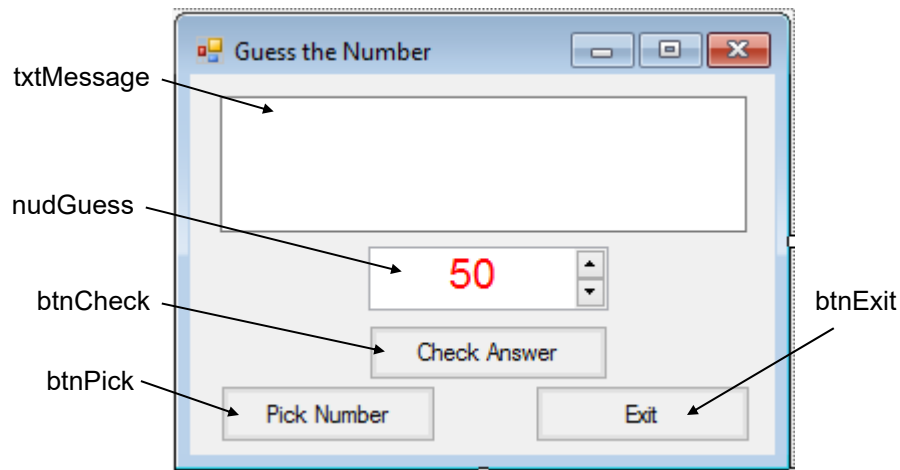 Guess the Number
txtMessage
nudGuess
50
btnCheck
btnExit
Check Answer
btnPick
Pick Number
Exit